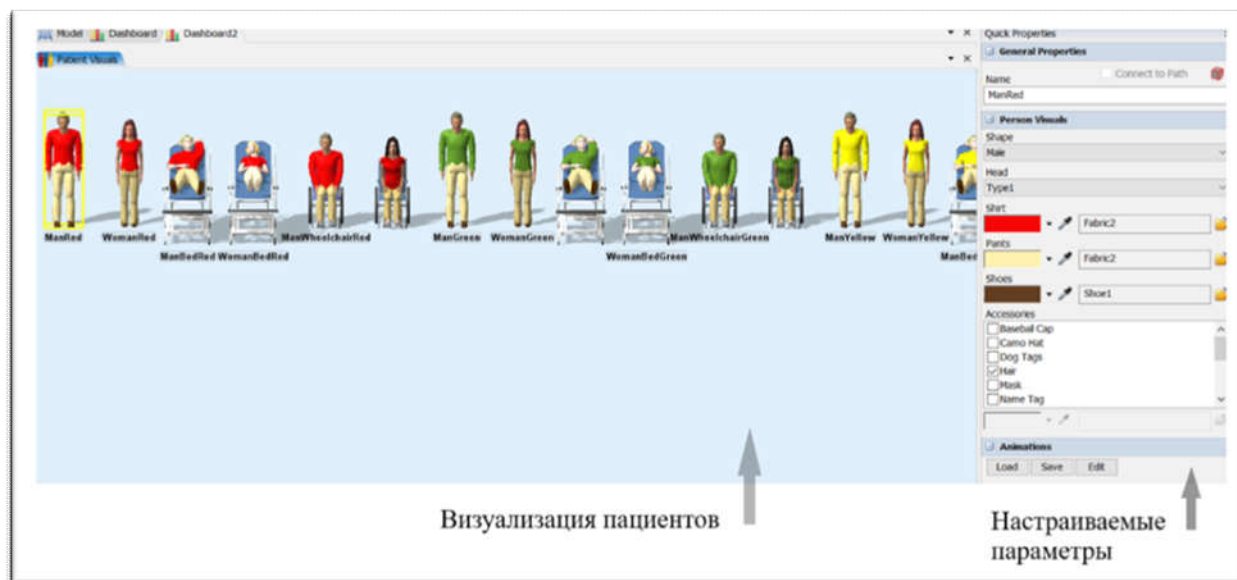 Model Dashboard Dashboard2
Patient Visuals
ManRed WomanRed ManWheelchairRed ManGreen WomanGreen ManWheelchairGreen ManYellow WomanYellow
ManBedRed WomanBedRed WomanBedGreen ManBed
Quick Properties
General Properties
Name Connect to Path
ManRed
Person Visuals
Shape
Male
Head
Type1
Shirt
Fabric2
Pants
Fabric2
Shoes
Shoe1
Accessories
Baseball Cap
Camo Hat
Dog Tags
Hair
Mask
Name Tag
Animations
Load Save Edit
Визуализация пациентов
Настраиваемые
параметры